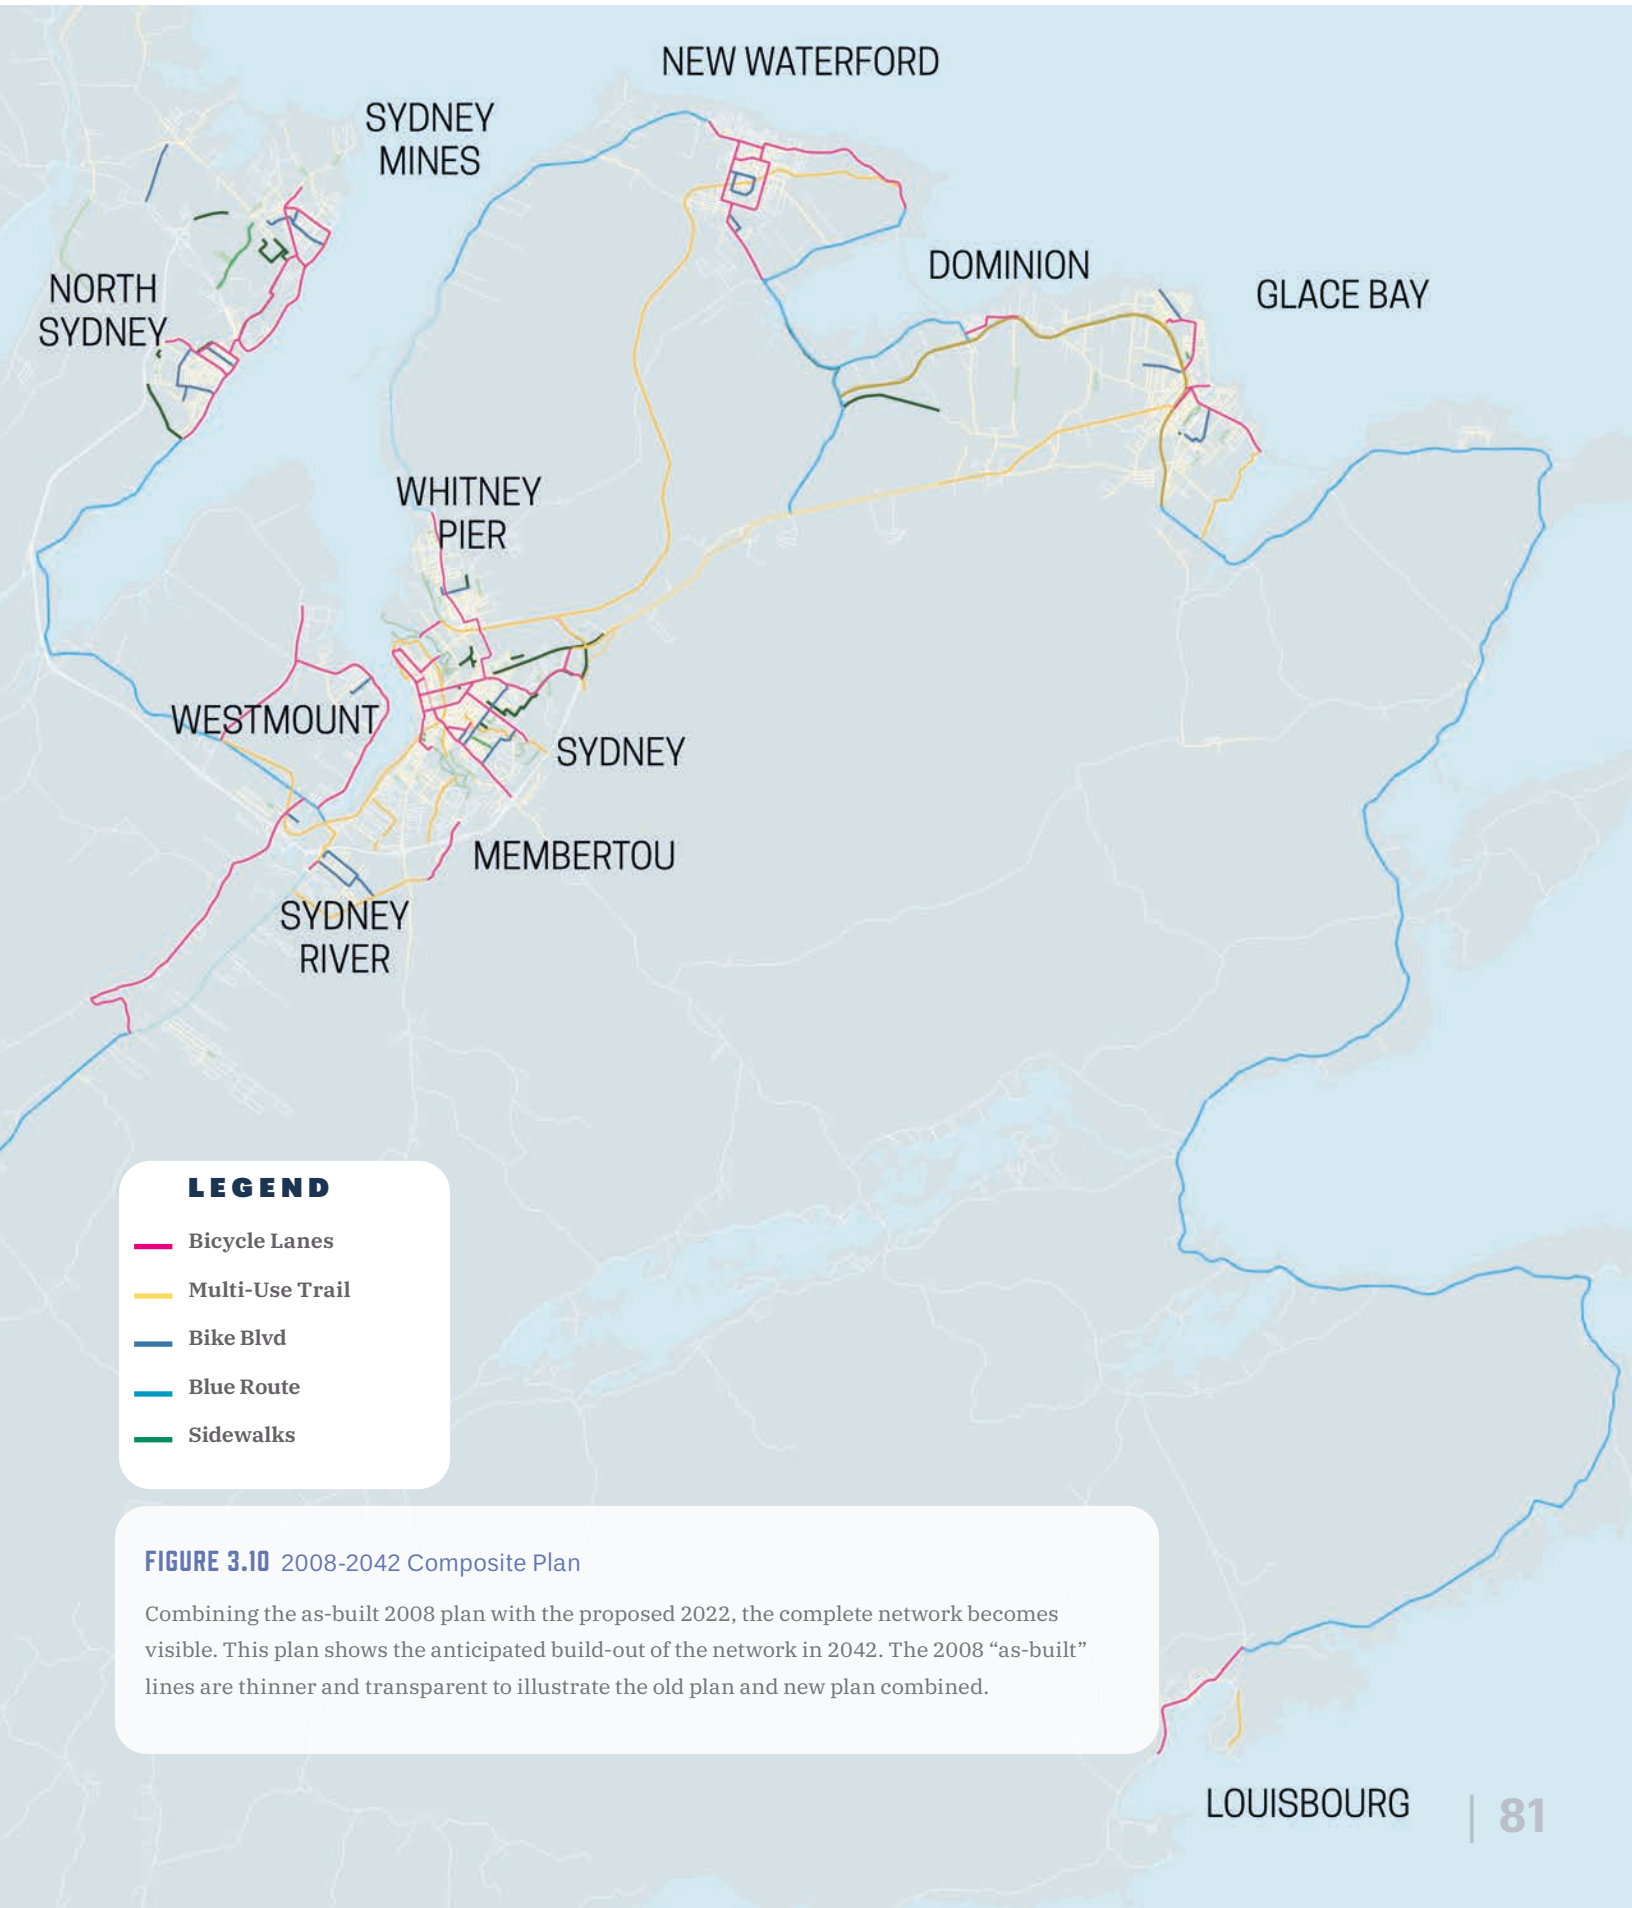 NEW WATERFORD
SYDNEY
MINES
DOMINION
GLACE BAY
NORTH
SYDNEY
WHITNEY
PIER
WESTMOUNT
SYDNEY
MEMBERTOU
SYDNEY
RIVER
LEGEND
Bicycle Lanes
Multi-Use Trail
Bike Blvd
Blue Route
Sidewalks
FIGURE 3.10 2008-2042 Composite Plan
Combining the as-built 2008 plan with the proposed 2022, the complete network becomes
visible. This plan shows the anticipated build-out of the network in 2042. The 2008 “as-built”
lines are thinner and transparent to illustrate the old plan and new plan combined.
LOUISBOURG
| 81